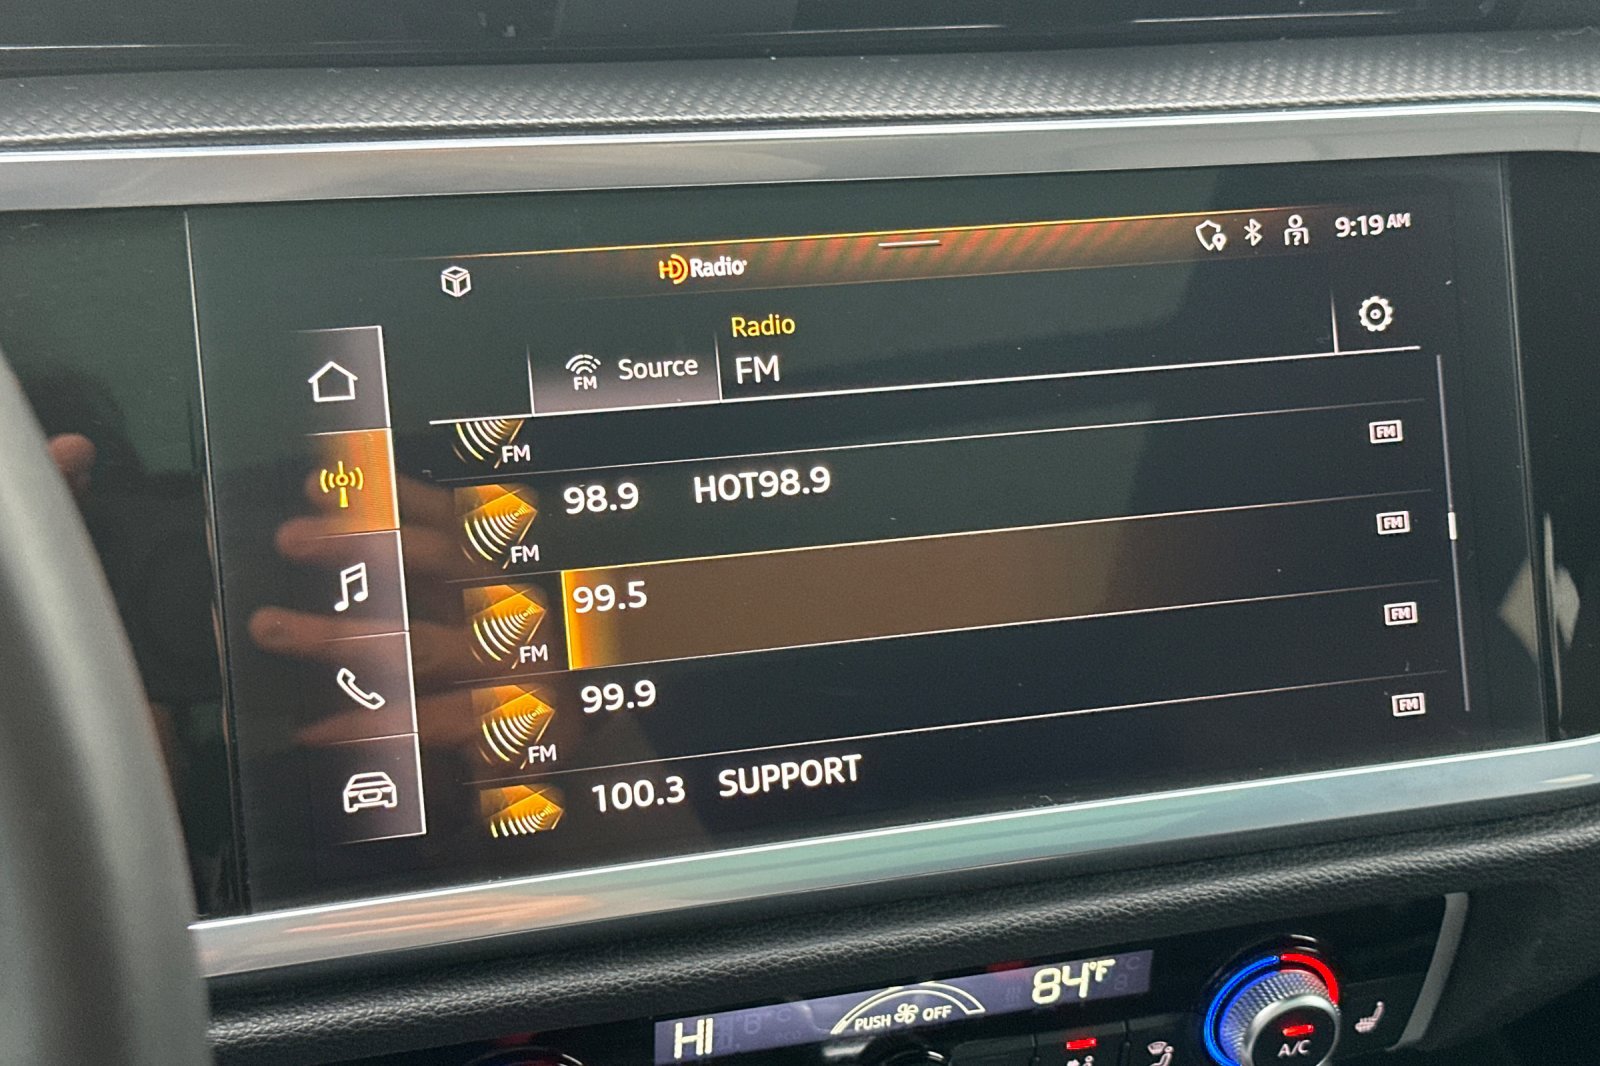 9:19 AM
HD Radio
Radio
FM Source
FM
FM
FM
98.9 HOT98.9
FM
FM
99.5
FM
FM
99.9
FM
FM
100.3 SUPPORT
84°F
PUSH OFF
HI
A/C